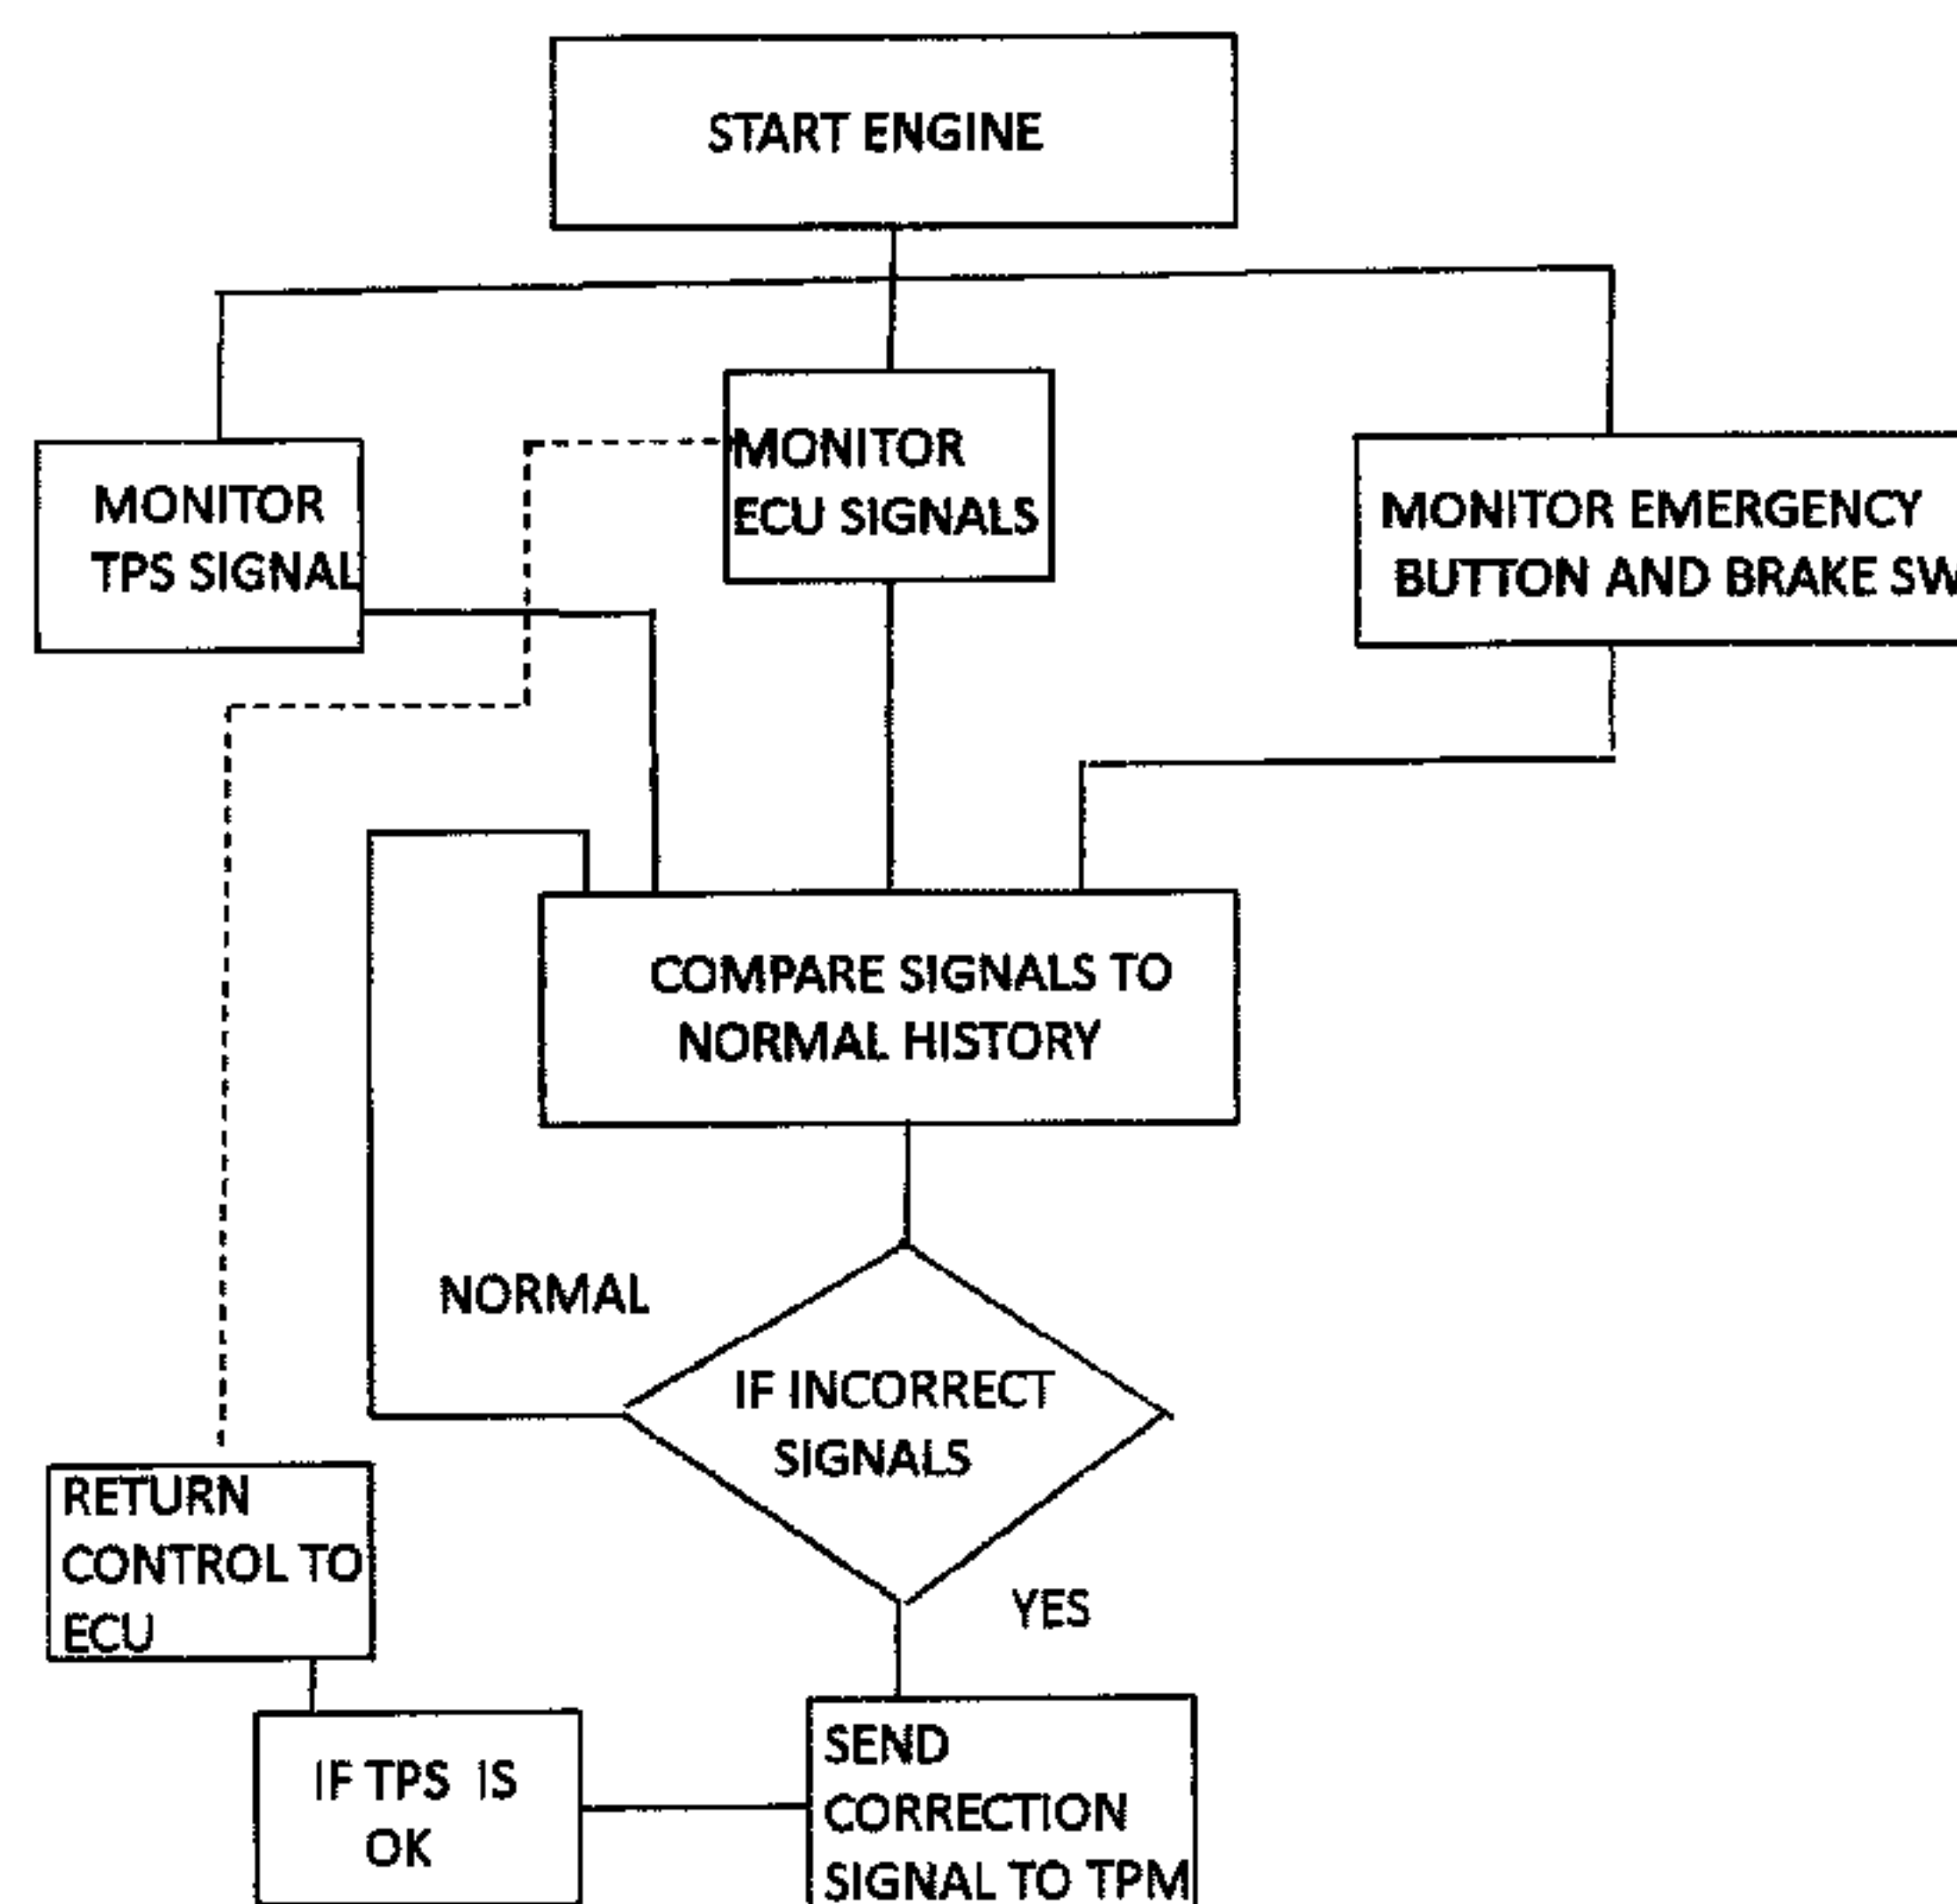 START ENGINE
MONITOR
TPS SIGNAL
MONITOR
ECU SIGNALS
MONITOR EMERGENCY
BUTTON AND BRAKE SW
COMPARE SIGNALS TO
NORMAL HISTORY
NORMAL
IF INCORRECT
SIGNALS
YES
RETURN
CONTROL TO
ECU
IF TPS IS
OK
SEND
CORRECTION
SIGNAL TO TPM